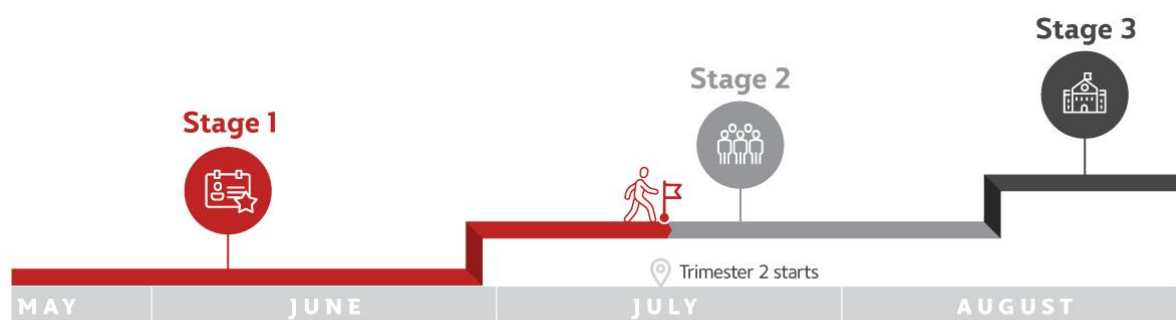 Stage 1
Stage 2
Stage 3
Trimester 2 starts
MAY
JUNE
JULY
AUGUST